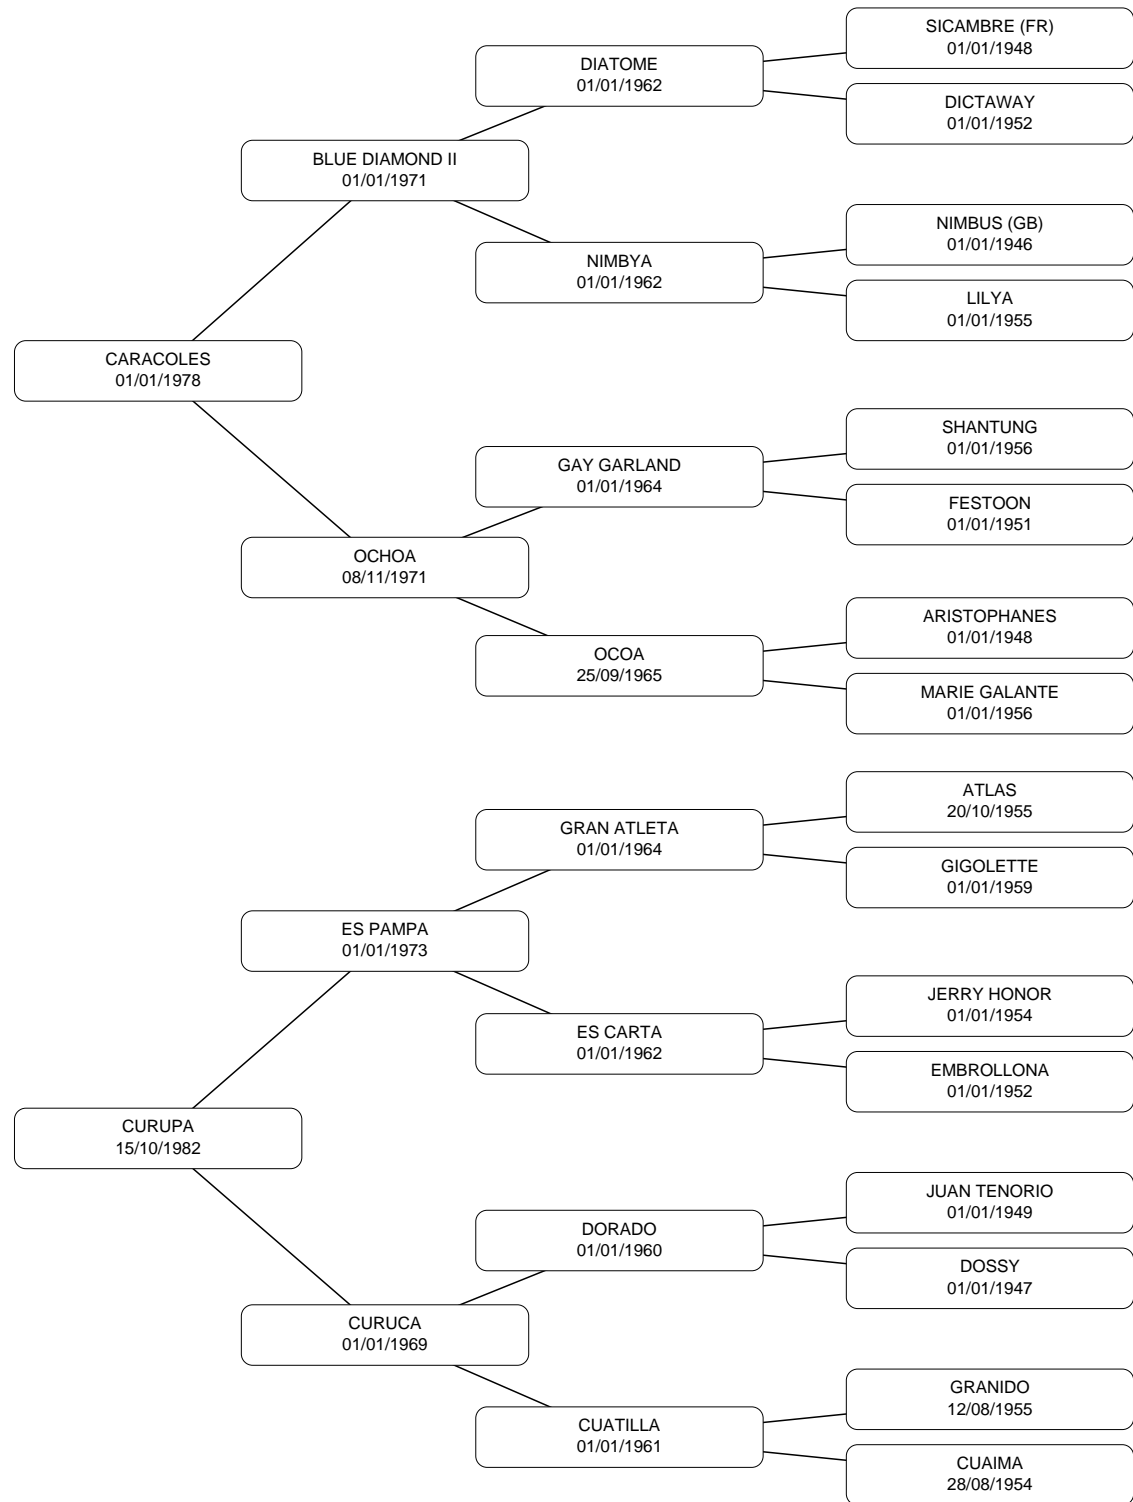 SICAMBRE (FR)
01/01/1948
DIATOME
01/01/1962
DICTAWAY
01/01/1952
BLUE DIAMOND II
01/01/1971
NIMBUS (GB)
01/01/1946
NIMBYA
01/01/1962
LILYA
01/01/1955
CARACOLES
01/01/1978
SHANTUNG
01/01/1956
GAY GARLAND
01/01/1964
FESTOON
01/01/1951
OCHOA
08/11/1971
ARISTOPHANES
01/01/1948
OCOA
25/09/1965
MARIE GALANTE
01/01/1956
ATLAS
20/10/1955
GRAN ATLETA
01/01/1964
GIGOLETTE
01/01/1959
ES PAMPA
01/01/1973
JERRY HONOR
01/01/1954
ES CARTA
01/01/1962
EMBROLLONA
01/01/1952
CURUPA
15/10/1982
JUAN TENORIO
01/01/1949
DORADO
01/01/1960
DOSSY
01/01/1947
CURUCA
01/01/1969
GRANIDO
12/08/1955
CUATILLA
01/01/1961
CUAIMA
28/08/1954